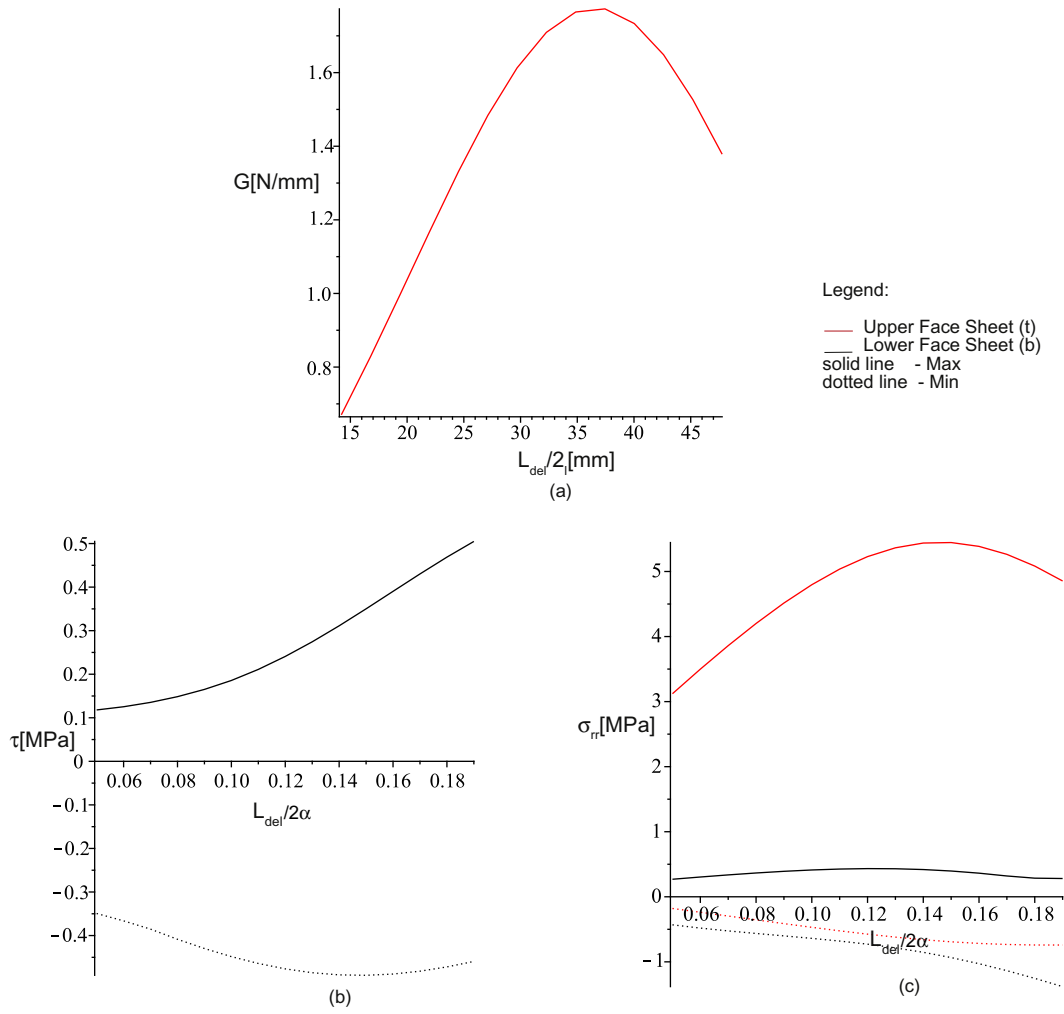 1.6
1.4
G[N/mm]
1.2
1.0
0.8
15 20 25 30 35 40 45
L_del/2_l[mm]
(a)
Legend:
Upper Face Sheet (t)
Lower Face Sheet (b)
solid line - Max
dotted line - Min
0.5
0.4
0.3
0.2
0.1
τ[MPa]
0
0.06 0.08 0.10 0.12 0.14 0.16 0.18
L_del/2α
−0.1
−0.2
−0.3
−0.4
(b)
5
4
3
σ_rr[MPa]
2
1
0
0.06 0.08 0.10 0.12 0.14 0.16 0.18
L_del/2α
−1
(c)